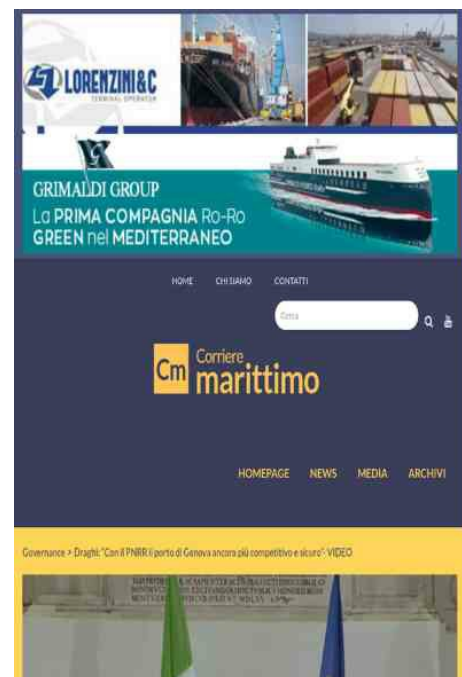 LORENZINI & C
TERMINAL OPERATOR
GRIMALDI GROUP
La PRIMA COMPAGNIA Ro-Ro
GREEN nel MEDITERRANEO
HOME CHI SIAMO CONTATTI
Cerca
Cm Corriere
marittimo
HOMEPAGE NEWS MEDIA ARCHIVI
Governance > Draghi: "Con il PNRR il porto di Genova ancora più competitivo e sicuro"- VIDEO